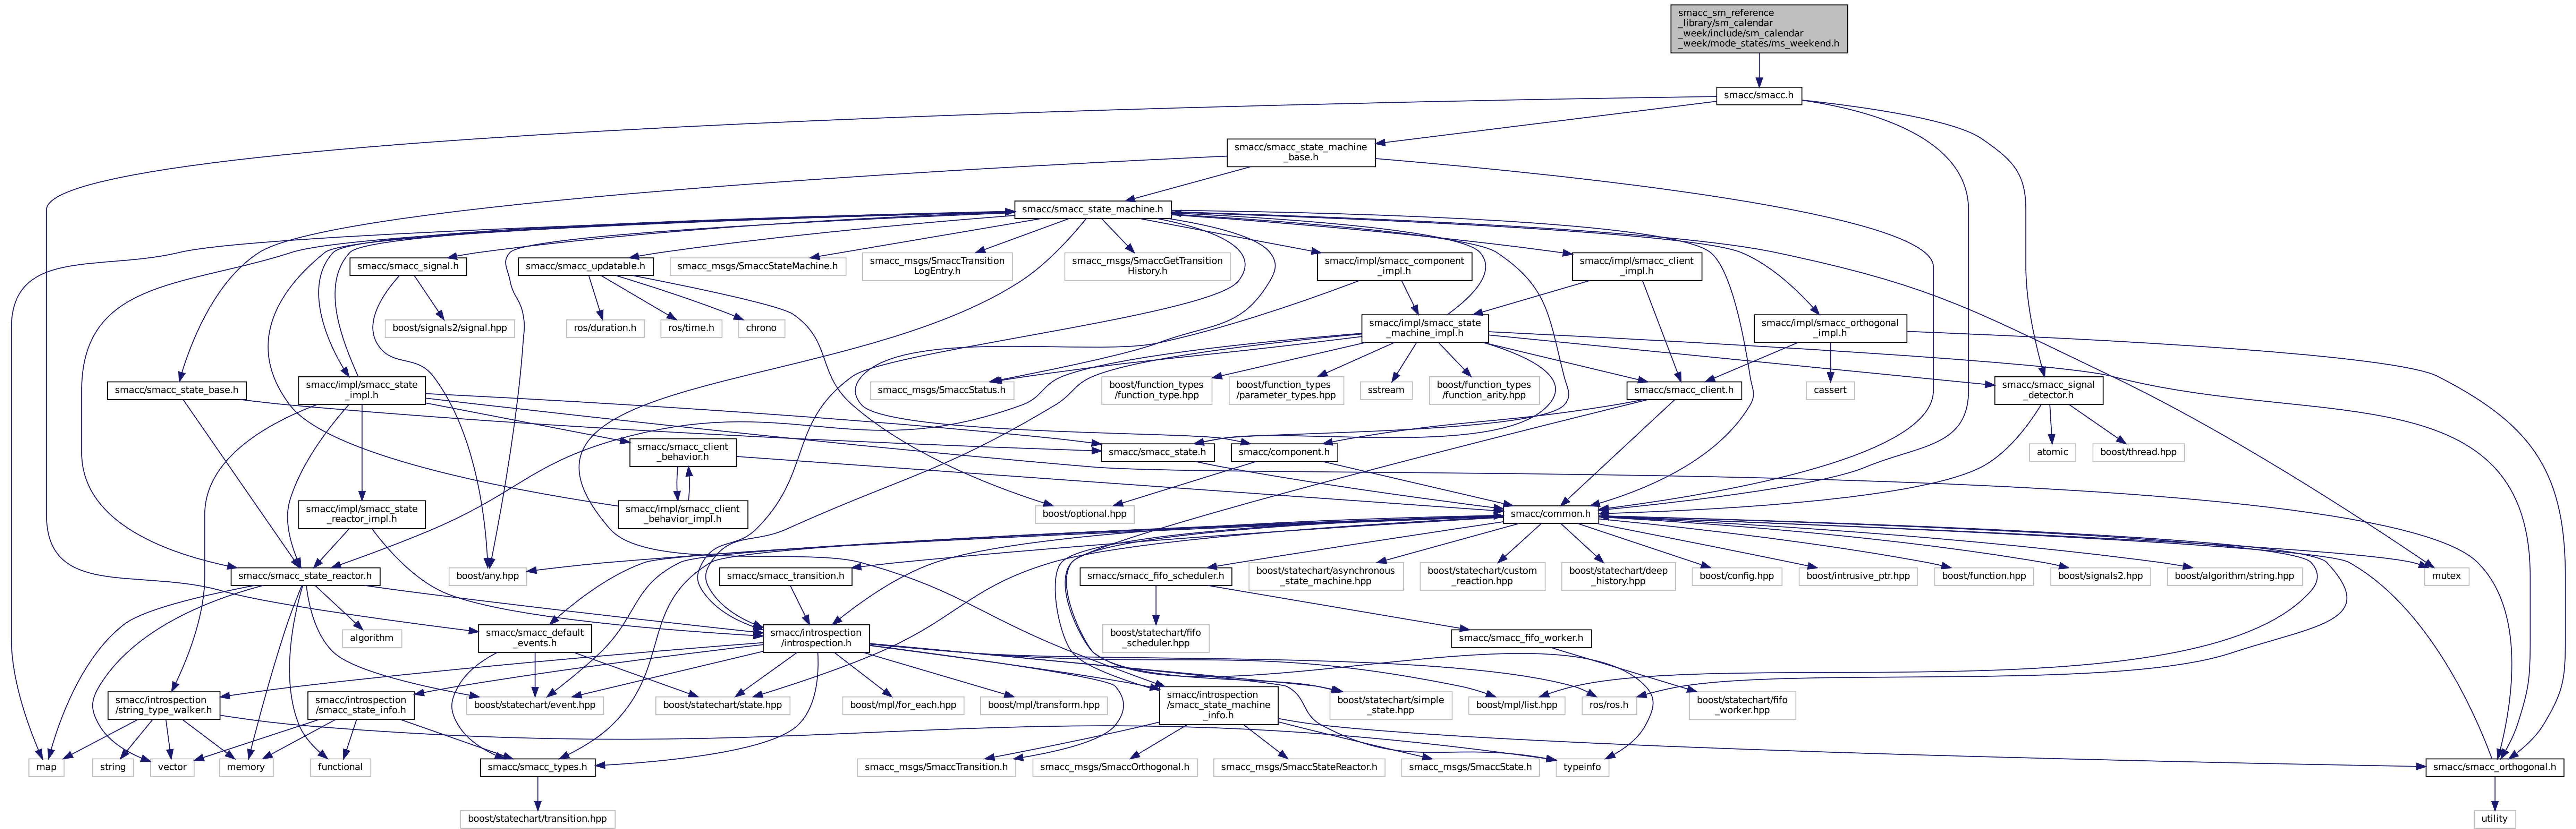 smacc_sm_reference
_library/sm_calendar
_week/include/sm_calendar
_week/mode_states/ms_weekend.h
smacc/smacc.h
smacc/smacc_state_machine
_base.h
smacc/smacc_state_machine.h
smacc/smacc_signal.h
smacc/smacc_updatable.h
smacc_msgs/SmaccStateMachine.h
smacc_msgs/SmaccTransition
LogEntry.h
smacc_msgs/SmaccGetTransition
History.h
smacc/impl/smacc_component
_impl.h
smacc/impl/smacc_client
_impl.h
boost/signals2/signal.hpp
ros/duration.h
ros/time.h
chrono
smacc/impl/smacc_state
_machine_impl.h
smacc/impl/smacc_orthogonal
_impl.h
smacc/smacc_state_base.h
smacc/impl/smacc_state
_impl.h
smacc_msgs/SmaccStatus.h
boost/function_types
/function_type.hpp
boost/function_types
/parameter_types.hpp
sstream
boost/function_types
/function_arity.hpp
smacc/smacc_client.h
cassert
smacc/smacc_signal
_detector.h
smacc/smacc_client
_behavior.h
smacc/smacc_state.h
smacc/component.h
atomic
boost/thread.hpp
smacc/impl/smacc_state
_reactor_impl.h
smacc/impl/smacc_client
_behavior_impl.h
boost/optional.hpp
smacc/common.h
smacc/smacc_state_reactor.h
boost/any.hpp
smacc/smacc_transition.h
smacc/smacc_fifo_scheduler.h
boost/statechart/asynchronous
_state_machine.hpp
boost/statechart/custom
_reaction.hpp
boost/statechart/deep
_history.hpp
boost/config.hpp
boost/intrusive_ptr.hpp
boost/function.hpp
boost/signals2.hpp
boost/algorithm/string.hpp
mutex
algorithm
smacc/smacc_default
_events.h
smacc/introspection
/introspection.h
boost/statechart/fifo
_scheduler.hpp
smacc/smacc_fifo_worker.h
smacc/introspection
/string_type_walker.h
smacc/introspection
/smacc_state_info.h
boost/statechart/event.hpp
boost/statechart/state.hpp
boost/mpl/for_each.hpp
boost/mpl/transform.hpp
smacc/introspection
/smacc_state_machine
_info.h
boost/statechart/simple
_state.hpp
boost/mpl/list.hpp
ros/ros.h
boost/statechart/fifo
_worker.hpp
map
string
vector
memory
functional
smacc/smacc_types.h
smacc_msgs/SmaccTransition.h
smacc_msgs/SmaccOrthogonal.h
smacc_msgs/SmaccStateReactor.h
smacc_msgs/SmaccState.h
typeinfo
smacc/smacc_orthogonal.h
boost/statechart/transition.hpp
utility